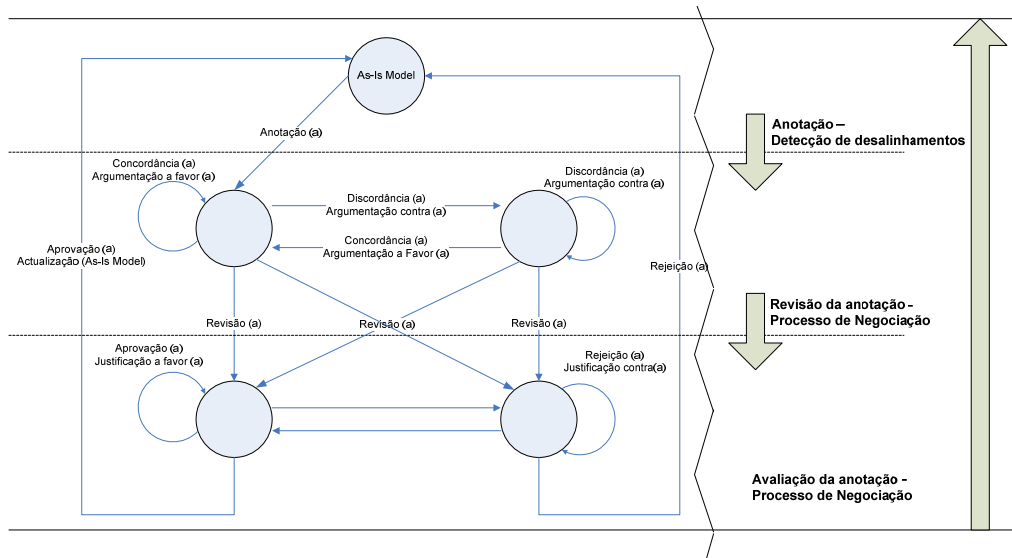 As-Is Model
Anotação (a)
Anotação –
Detecção de desalinhamentos
Concordância (a)
Argumentação a favor (a)
Discordância (a)
Argumentação contra (a)
Discordância (a)
Argumentação contra (a)
Concordância (a)
Argumentação a Favor (a)
Aprovação (a)
Actualização (As-Is Model)
Rejeição (a)
Revisão (a)
Revisão (a)
Revisão (a)
Revisão da anotação -
Processo de Negociação
Aprovação (a)
Justificação a favor (a)
Rejeição (a)
Justificação contra(a)
Avaliação da anotação -
Processo de Negociação